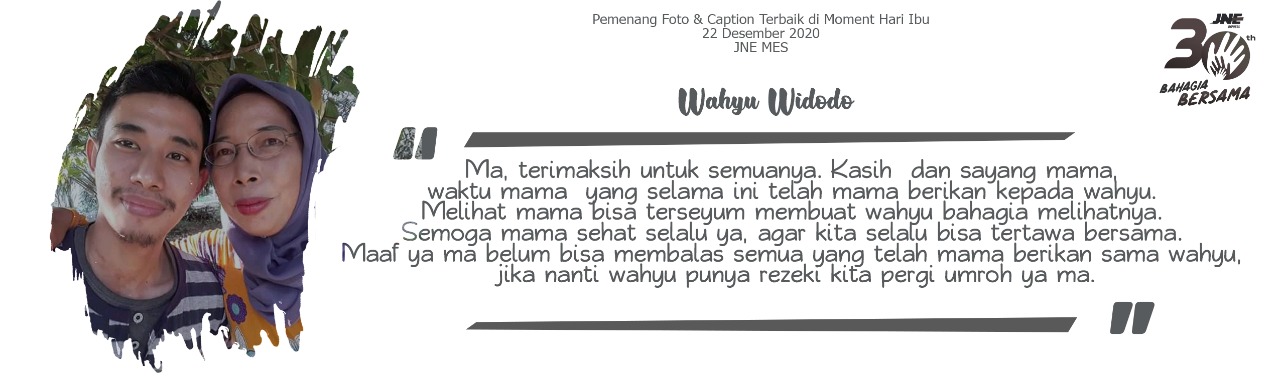 Pemenang Foto & Caption Terbaik di Moment Hari Ibu
22 Desember 2020
JNE MES
JNE
EXPRESS
30th
BAHAGIA
BERSAMA
Wahyu Widodo
“
Ma, terimaksih untuk semuanya. Kasih dan sayang mama,
waktu mama yang selama ini telah mama berikan kepada wahyu.
Melihat mama bisa terseyum membuat wahyu bahagia melihatnya.
Semoga mama sehat selalu ya, agar kita selalu bisa tertawa bersama.
Maaf ya ma belum bisa membalas semua yang telah mama berikan sama wahyu,
jika nanti wahyu punya rezeki kita pergi umroh ya ma.
”